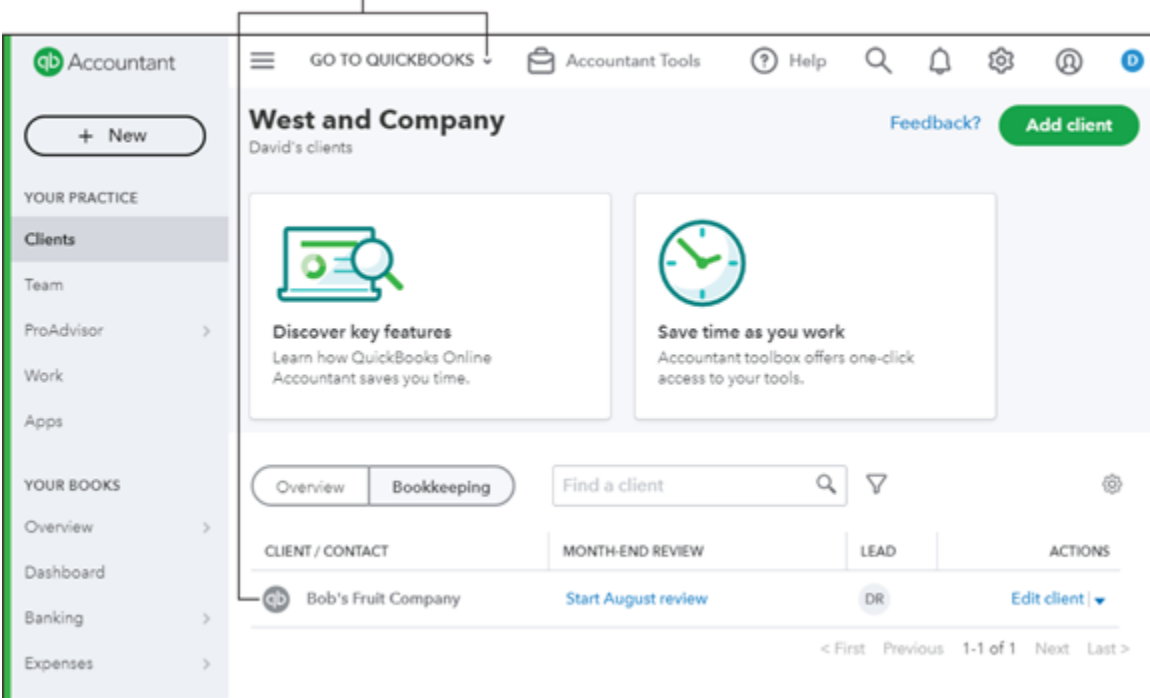 qb Accountant
GO TO QUICKBOOKS
Accountant Tools
? Help
D
+ New
West and Company
David's clients
Feedback?
Add client
YOUR PRACTICE
Clients
Team
ProAdvisor
Work
Apps
YOUR BOOKS
Overview
Dashboard
Banking
Expenses
Discover key features
Learn how QuickBooks Online
Accountant saves you time.
Save time as you work
Accountant toolbox offers one-click
access to your tools.
Overview
Bookkeeping
Find a client
CLIENT / CONTACT
MONTH-END REVIEW
LEAD
ACTIONS
qb Bob's Fruit Company
Start August review
DR
Edit client |
< First Previous 1-1 of 1 Next Last >